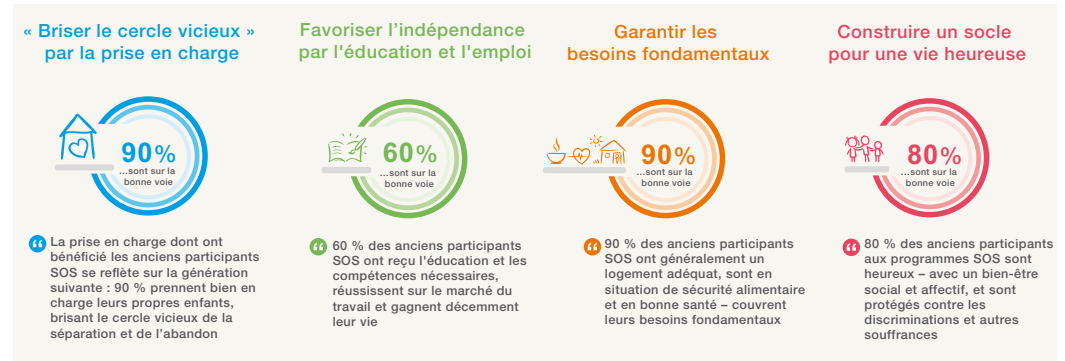 « Briser le cercle vicieux »
par la prise en charge
90%
...sont sur la
bonne voie
La prise en charge dont ont
bénéficié les anciens participants
SOS se reflète sur la génération
suivante : 90 % prennent bien en
charge leurs propres enfants,
brisant le cercle vicieux de la
séparation et de l'abandon
Favoriser l'indépendance
par l'éducation et l'emploi
60%
...sont sur la
bonne voie
60 % des anciens participants
SOS ont reçu l'éducation et les
compétences nécessaires,
réussissent sur le marché du
travail et gagnent décemment
leur vie
Garantir les
besoins fondamentaux
90%
...sont sur la
bonne voie
90 % des anciens participants
SOS ont généralement un
logement adéquat, sont en
situation de sécurité alimentaire
et en bonne santé – couvrent
leurs besoins fondamentaux
Construire un socle
pour une vie heureuse
80%
...sont sur la
bonne voie
80 % des anciens participants
aux programmes SOS sont
heureux – avec un bien-être
social et affectif, et sont
protégés contre les
discriminations et autres
souffrances